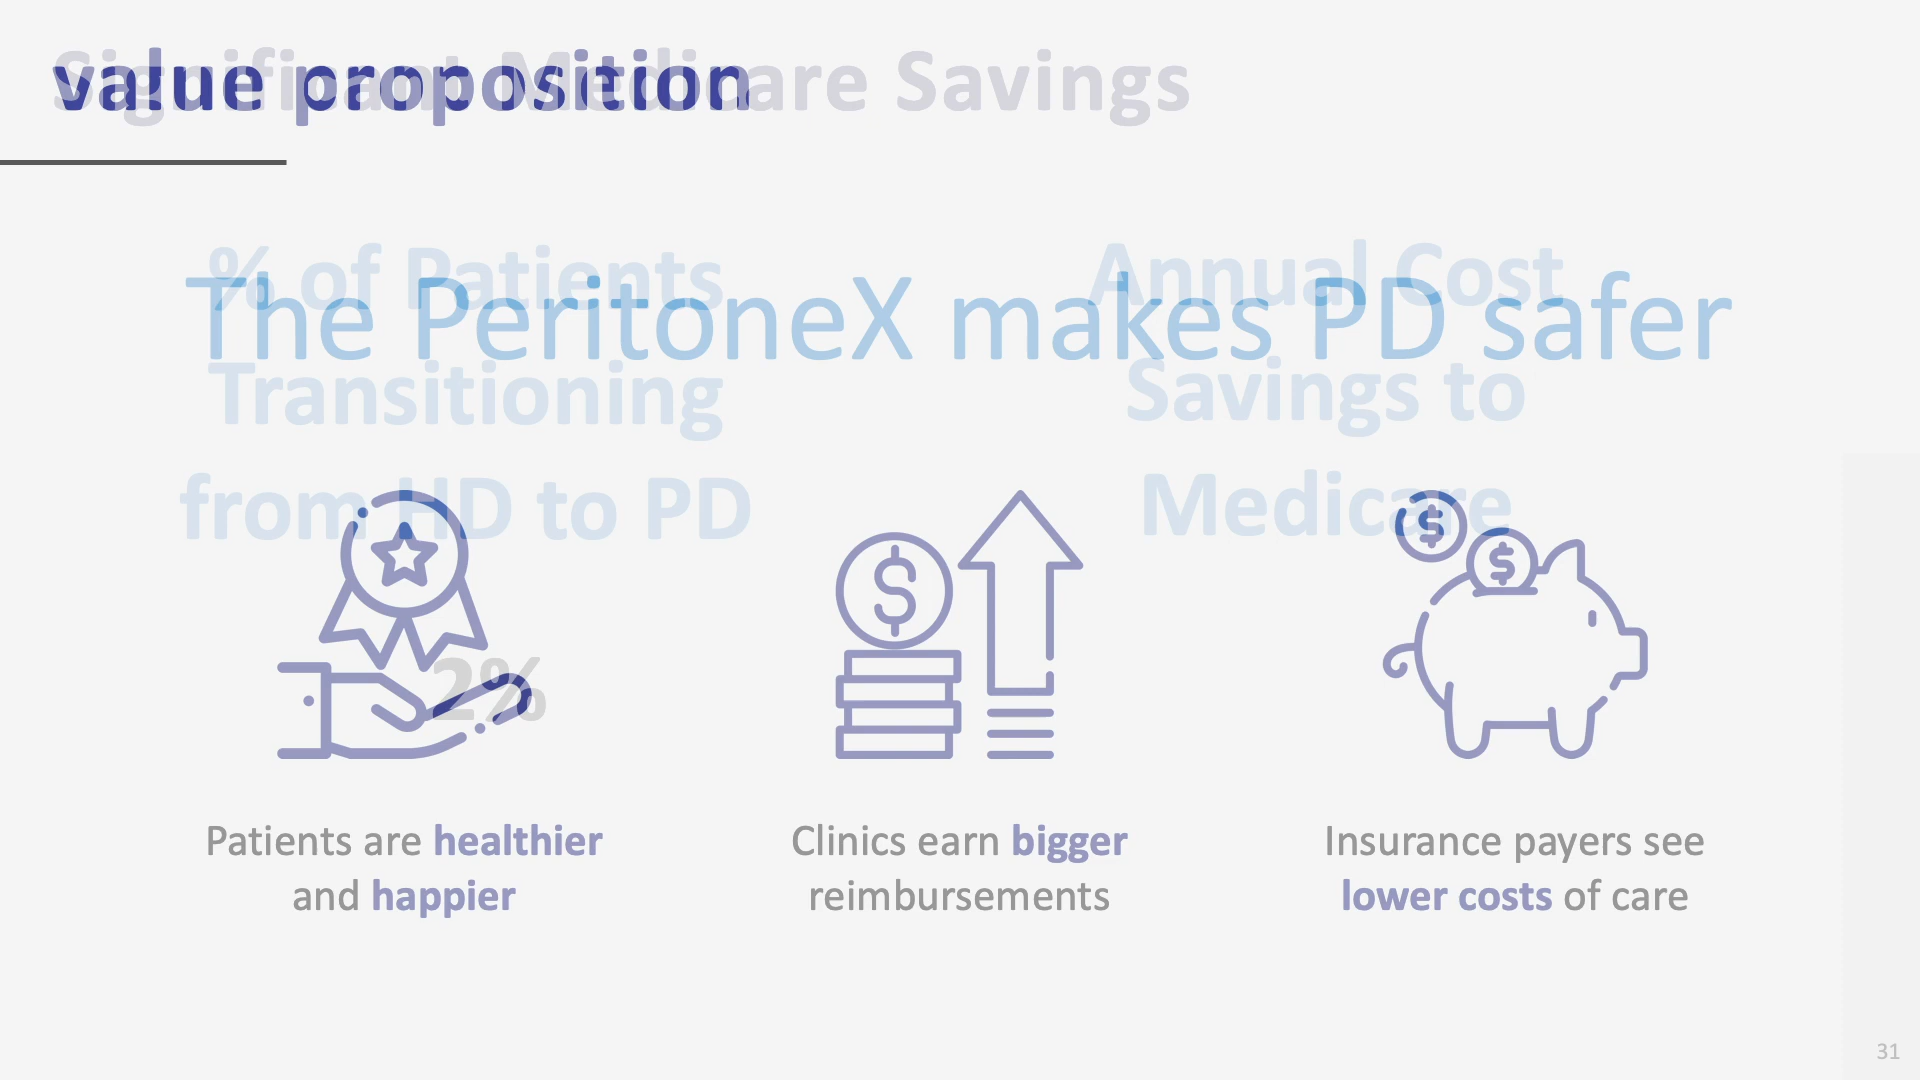 value proposition
Significant Medicare Savings
The PeritoneX makes PD safer
% of Patients
Transitioning
from HD to PD
Annual Cost
Savings to
Medicare
$
$
$
2%
Patients are healthier
and happier
Clinics earn bigger
reimbursements
Insurance payers see
lower costs of care
31